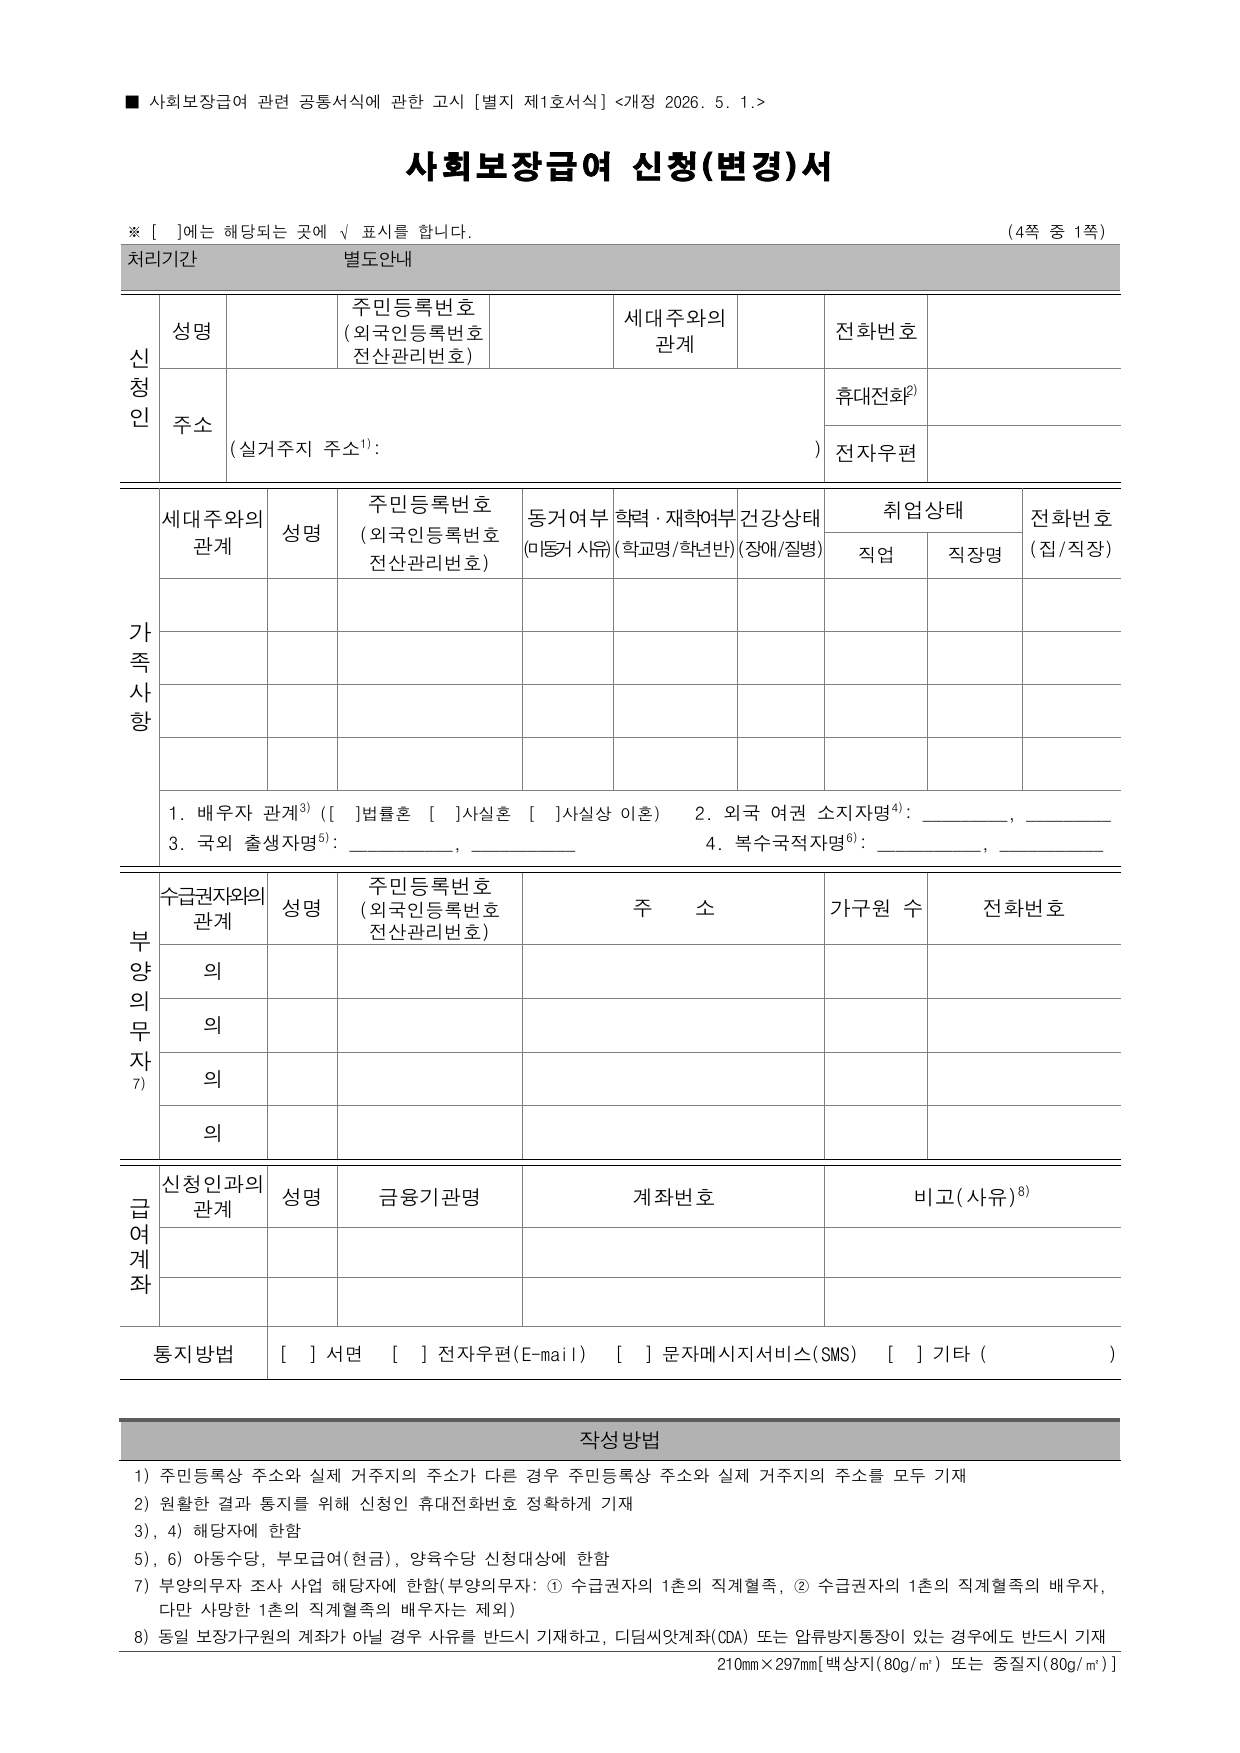 ■ 사회보장급여 관련 공통서식에 관한 고시 [별지 제1호서식] <개정 2026. 5. 1.>
사회보장급여 신청(변경)서
※ [  ]에는 해당되는 곳에 √ 표시를 합니다. (4쪽 중 1쪽)
처리기간 별도안내
신청인
성명
주민등록번호
(외국인등록번호
전산관리번호)
세대주와의
관계
전화번호
주소
(실거주지 주소1): )
휴대전화2)
전자우편
가족사항
세대주와의
관계
성명
주민등록번호
(외국인등록번호
전산관리번호)
동거여부
(미동거 사유)
학력·재학여부
(학교명/학년반)
건강상태
(장애/질병)
취업상태
직업
직장명
전화번호
(집/직장)
1. 배우자 관계3) ([  ]법률혼 [  ]사실혼 [  ]사실상 이혼) 2. 외국 여권 소지자명4): _________, _________
3. 국외 출생자명5): ___________, ___________ 4. 복수국적자명6): ___________, ___________
부양의무자7)
수급권자와의
관계
성명
주민등록번호
(외국인등록번호
전산관리번호)
주 소
가구원 수
전화번호
의
의
의
의
급여계좌
신청인과의
관계
성명
금융기관명
계좌번호
비고(사유)8)
통지방법
[  ] 서면 [  ] 전자우편(E-mail) [  ] 문자메시지서비스(SMS) [  ] 기타 ( )
작성방법
1) 주민등록상 주소와 실제 거주지의 주소가 다른 경우 주민등록상 주소와 실제 거주지의 주소를 모두 기재
2) 원활한 결과 통지를 위해 신청인 휴대전화번호 정확하게 기재
3), 4) 해당자에 한함
5), 6) 아동수당, 부모급여(현금), 양육수당 신청대상에 한함
7) 부양의무자 조사 사업 해당자에 한함(부양의무자: ① 수급권자의 1촌의 직계혈족, ② 수급권자의 1촌의 직계혈족의 배우자,
다만 사망한 1촌의 직계혈족의 배우자는 제외)
8) 동일 보장가구원의 계좌가 아닐 경우 사유를 반드시 기재하고, 디딤씨앗계좌(CDA) 또는 압류방지통장이 있는 경우에도 반드시 기재
210㎜×297㎜[백상지(80g/㎡) 또는 중질지(80g/㎡)]